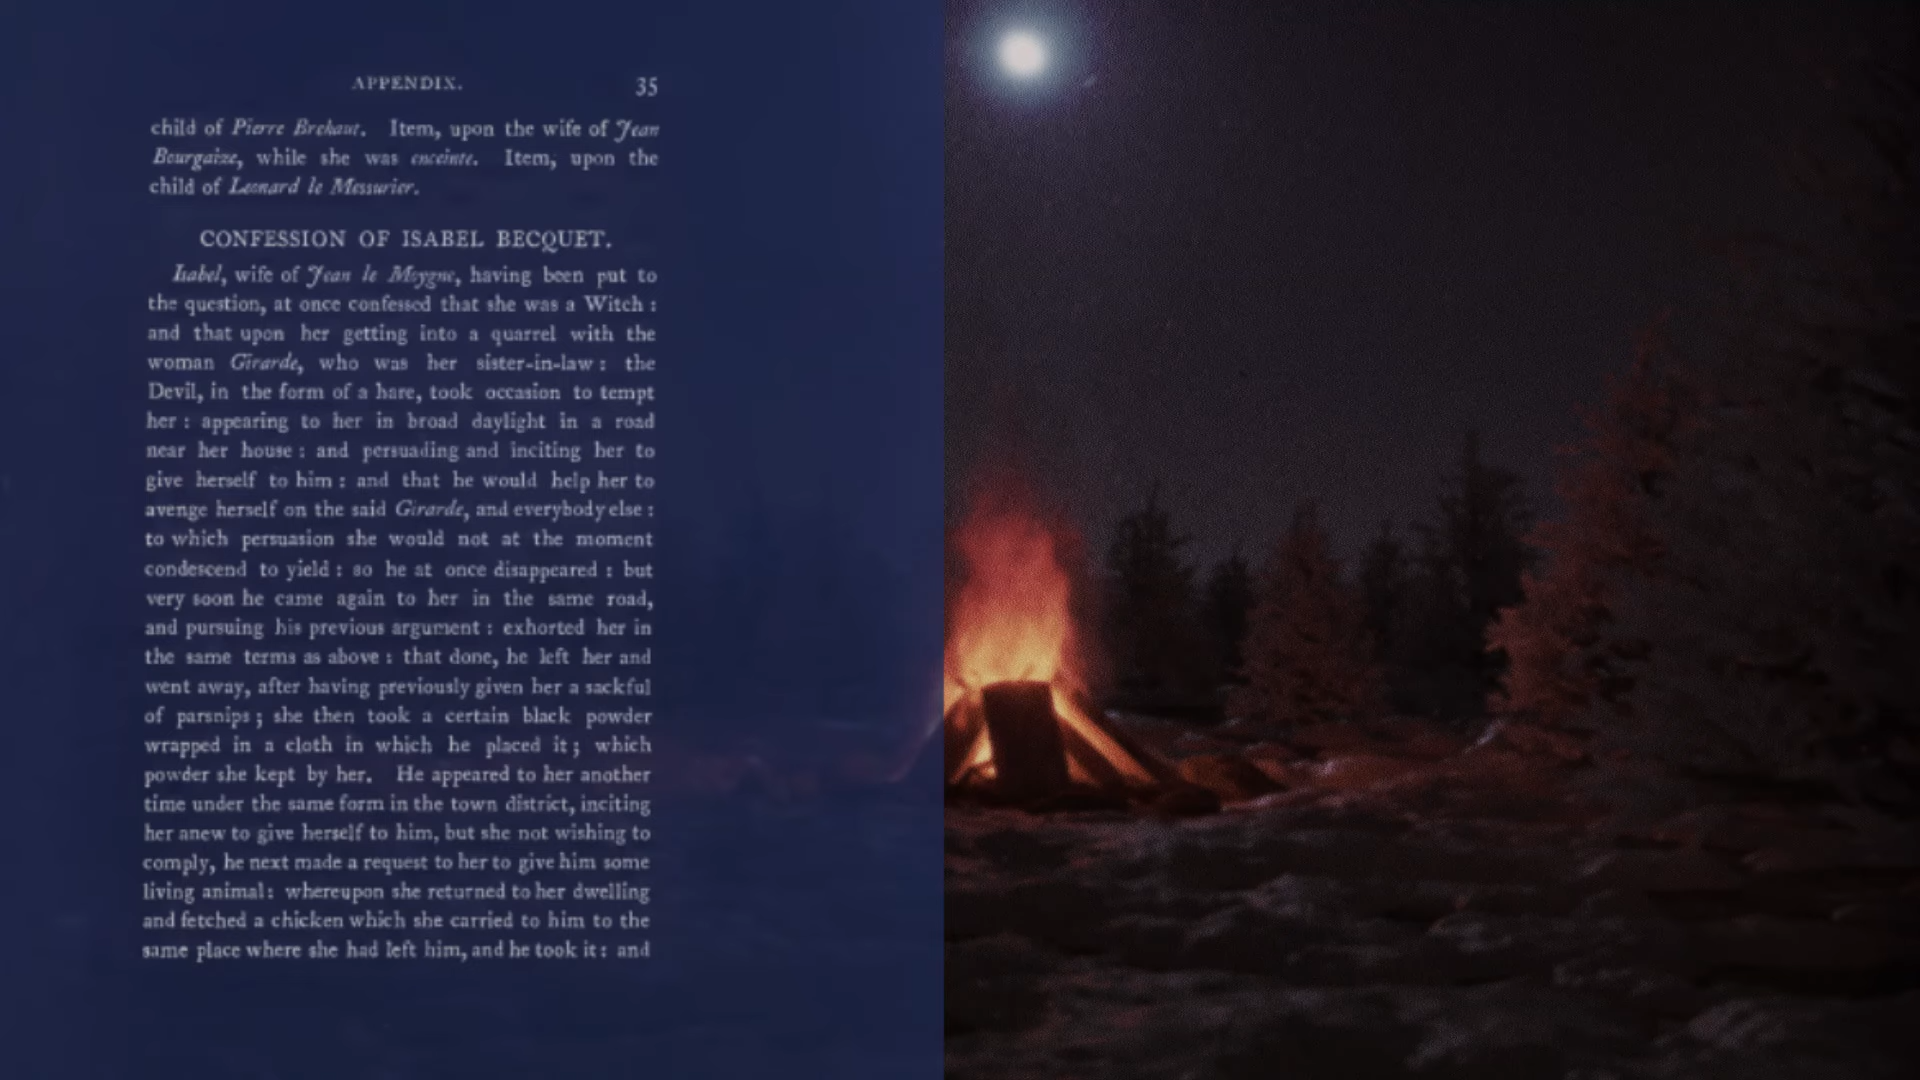 APPENDIX. 35
child of Pierre Brehaut. Item, upon the wife of Jean
Bourgaize, while she was enceinte. Item, upon the
child of Leonard le Messurier.
CONFESSION OF ISABEL BECQUET.
Isabel, wife of Jean le Moygne, having been put to
the question, at once confessed that she was a Witch :
and that upon her getting into a quarrel with the
woman Girarde, who was her sister-in-law : the
Devil, in the form of a hare, took occasion to tempt
her : appearing to her in broad daylight in a road
near her house : and persuading and inciting her to
give herself to him : and that he would help her to
avenge herself on the said Girarde, and everybody else :
to which persuasion she would not at the moment
condescend to yield : so he at once disappeared : but
very soon he came again to her in the same road,
and pursuing his previous argument : exhorted her in
the same terms as above : that done, he left her and
went away, after having previously given her a sackful
of parsnips ; she then took a certain black powder
wrapped in a cloth in which he placed it ; which
powder she kept by her. He appeared to her another
time under the same form in the town district, inciting
her anew to give herself to him, but she not wishing to
comply, he next made a request to her to give him some
living animal : whereupon she returned to her dwelling
and fetched a chicken which she carried to him to the
same place where she had left him, and he took it : and